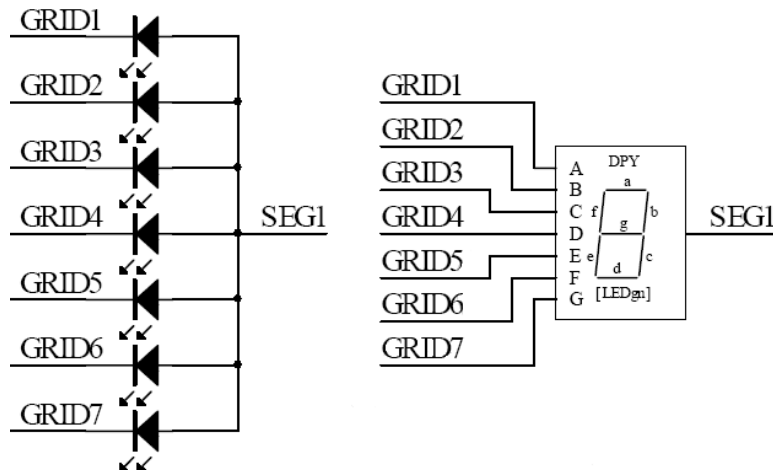 GRID1
GRID2
GRID3
GRID4
SEG1
GRID5
GRID6
GRID7
GRID1
GRID2
GRID3
GRID4
GRID5
GRID6
GRID7
A
B
C
D
E
F
G
DPY
a
f
b
g
e
c
d
[LEDgn]
SEG1